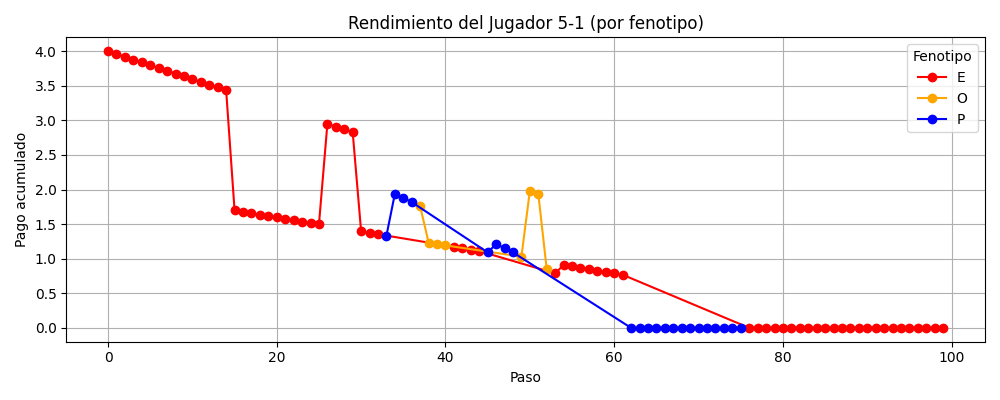 Rendimiento del Jugador 5-1 (por fenotipo)
Pago acumulado
4.0
3.5
3.0
2.5
2.0
1.5
1.0
0.5
0.0
Fenotipo
E
O
P
0 20 40 60 80 100
Paso